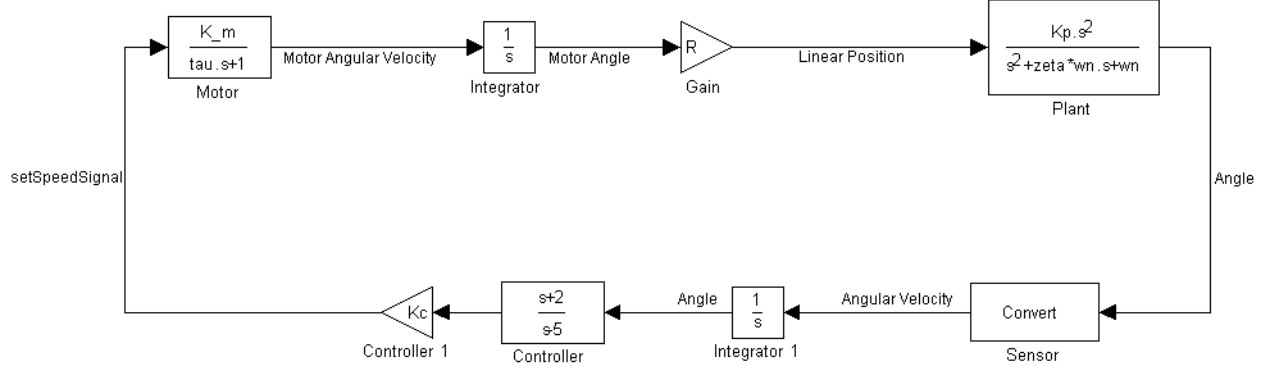 K_m
tau.s+1
Motor
Motor Angular Velocity
1
s
Integrator
Motor Angle
R
Gain
Linear Position
Kp.s2
s2+zeta*wn.s+wn
Plant
setSpeedSignal
Angle
Kc
Controller 1
s+2
s-5
Controller
Angle
1
s
Integrator 1
Angular Velocity
Convert
Sensor